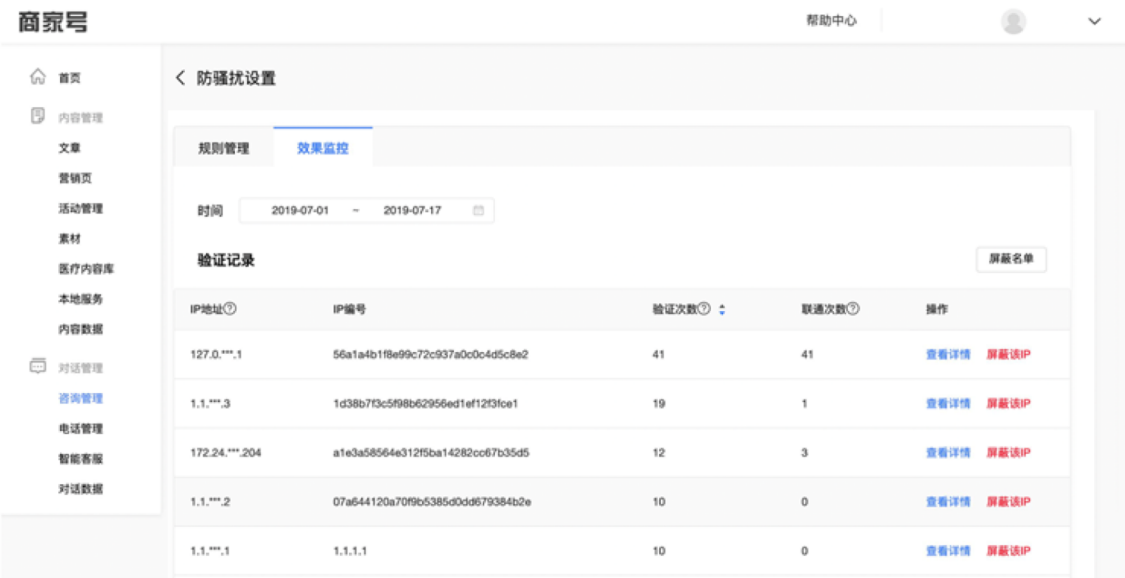 商家号
帮助中心
首页
内容管理
文章
营销页
活动管理
素材
医疗内容库
本地服务
内容数据
对话管理
咨询管理
电话管理
智能客服
对话数据
防骚扰设置
规则管理 效果监控
时间 2019-07-01 ~ 2019-07-17
验证记录 屏蔽名单
IP地址 IP编号 验证次数 联通次数 操作
127.0.***.1 56a1a4b1f8e99c72c937a0c0c4d5c8e2 41 41 查看详情 屏蔽该IP
1.1.***.3 1d38b7f3c5f98b62956ed1ef12f3fce1 19 1 查看详情 屏蔽该IP
172.24.***.204 a1e3a58564e312f5ba14282cc67b35d5 12 3 查看详情 屏蔽该IP
1.1.***.2 07a644120a70f9b5385d0dd679384b2e 10 0 查看详情 屏蔽该IP
1.1.***.1 1.1.1.1 10 0 查看详情 屏蔽该IP